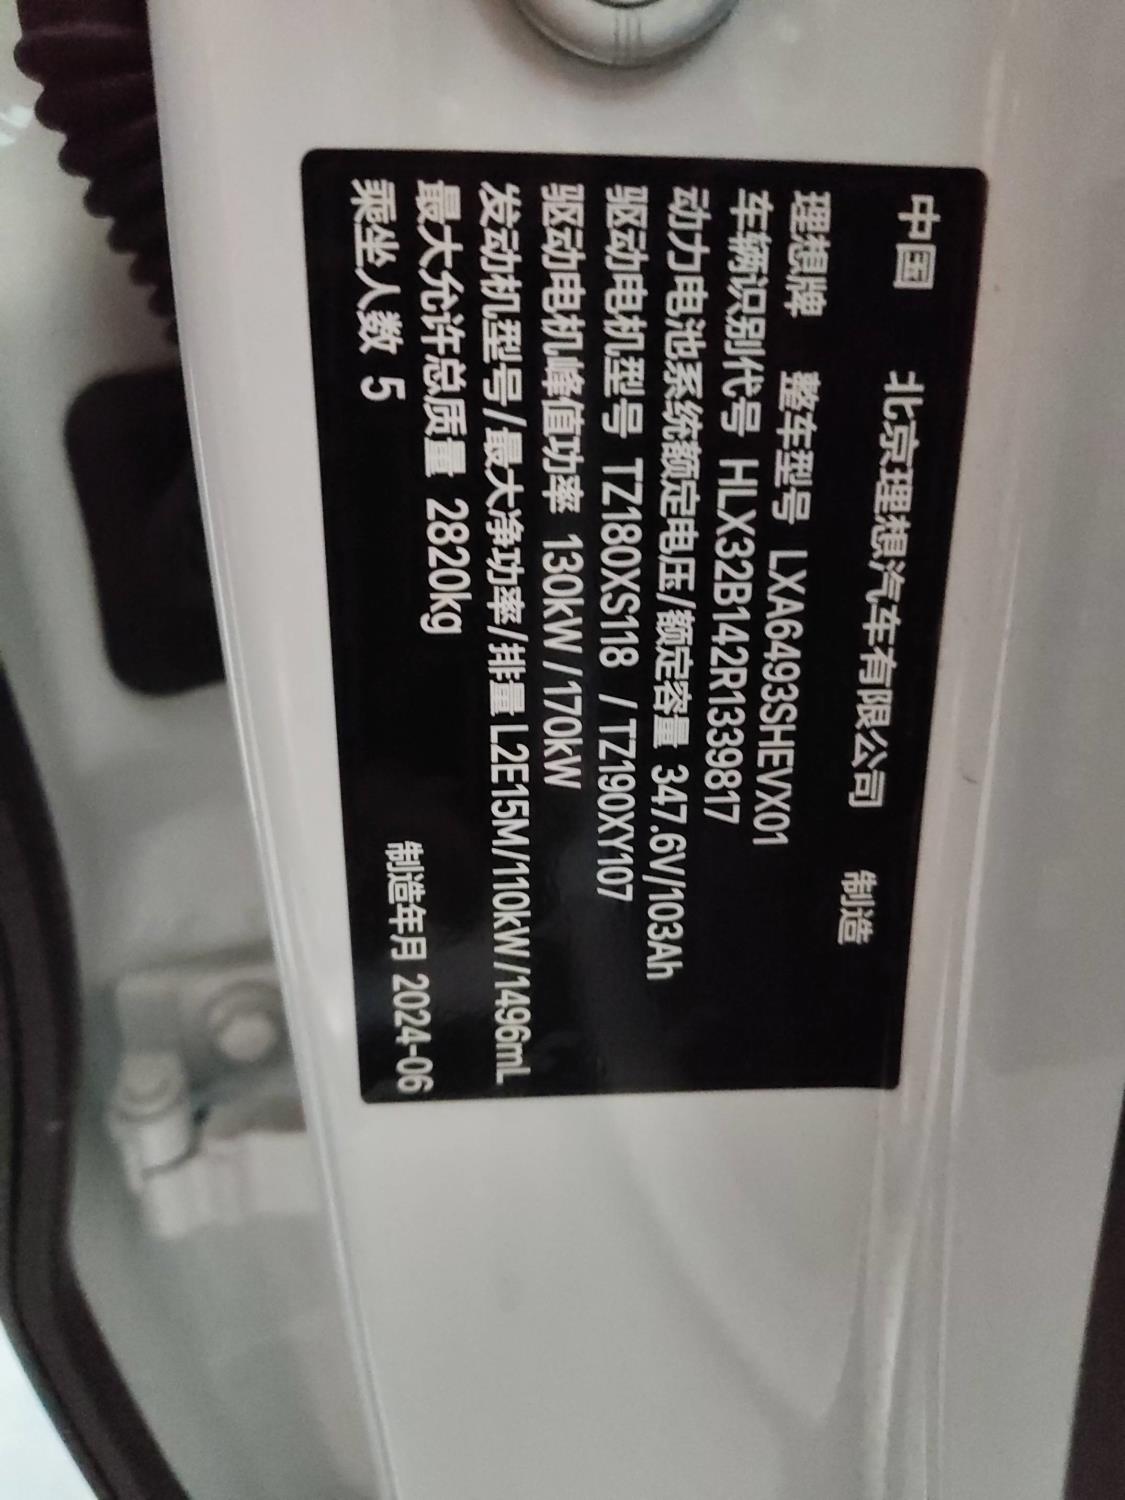 中国 北京理想汽车有限公司 制造
理想牌 整车型号 LXA6493SHEVX01
车辆识别代号 HLX32B142R1339817
动力电池系统额定电压/额定容量 347.6V/103Ah
驱动电机型号 TZ180XS118 /TZ190XY107
驱动电机峰值功率 130kW/170kW
发动机型号/最大净功率/排量 L2E15M/110kW/1496mL
最大允许总质量 2820kg
乘坐人数 5 制造年月 2024-06